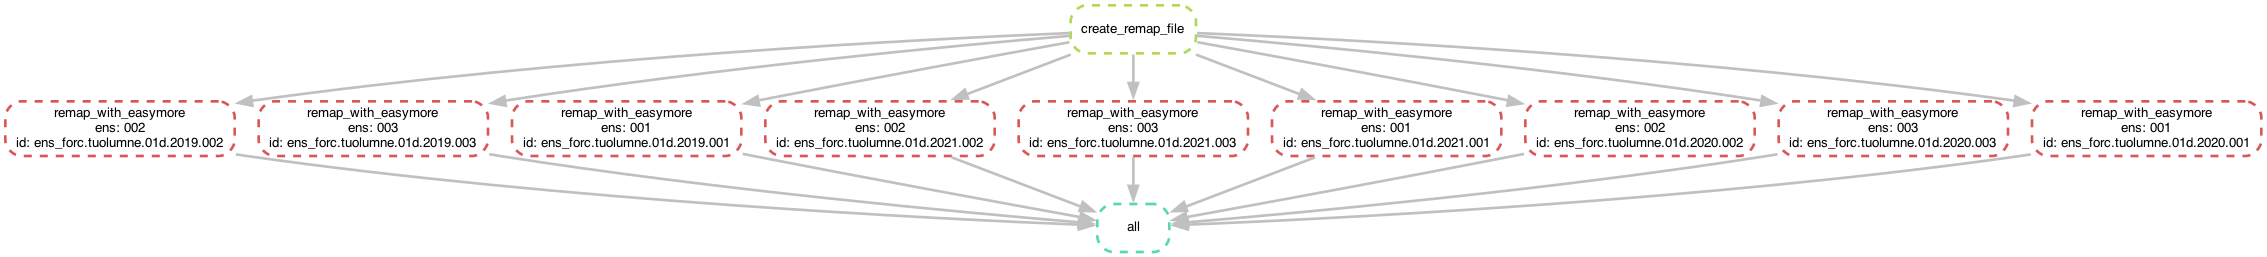 create_remap_file
remap_with_easymore
ens: 002
id: ens_forc.tuolumne.01d.2019.002
remap_with_easymore
ens: 003
id: ens_forc.tuolumne.01d.2019.003
remap_with_easymore
ens: 001
id: ens_forc.tuolumne.01d.2019.001
remap_with_easymore
ens: 002
id: ens_forc.tuolumne.01d.2021.002
remap_with_easymore
ens: 003
id: ens_forc.tuolumne.01d.2021.003
remap_with_easymore
ens: 001
id: ens_forc.tuolumne.01d.2021.001
remap_with_easymore
ens: 002
id: ens_forc.tuolumne.01d.2020.002
remap_with_easymore
ens: 003
id: ens_forc.tuolumne.01d.2020.003
remap_with_easymore
ens: 001
id: ens_forc.tuolumne.01d.2020.001
all